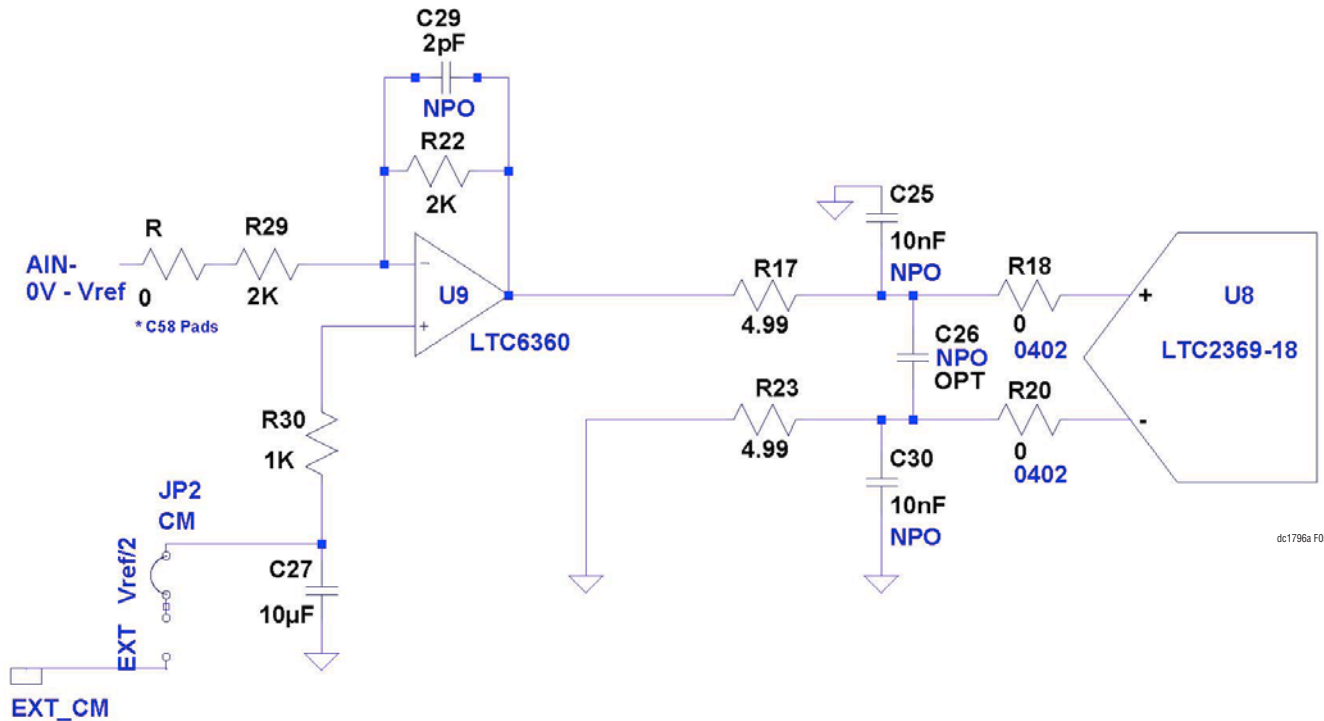 C29
2pF
NPO
R22
2K
R
R29
AIN-
0V - Vref
0
2K
* C58 Pads
−
+
U9
LTC6360
R30
1K
JP2
CM
Vref/2
EXT
C27
10µF
EXT_CM
R17
4.99
C25
10nF
NPO
R18
0
0402
C26
NPO
OPT
R23
4.99
C30
10nF
NPO
R20
0
0402
+
-
U8
LTC2369-18
dc1796a F0